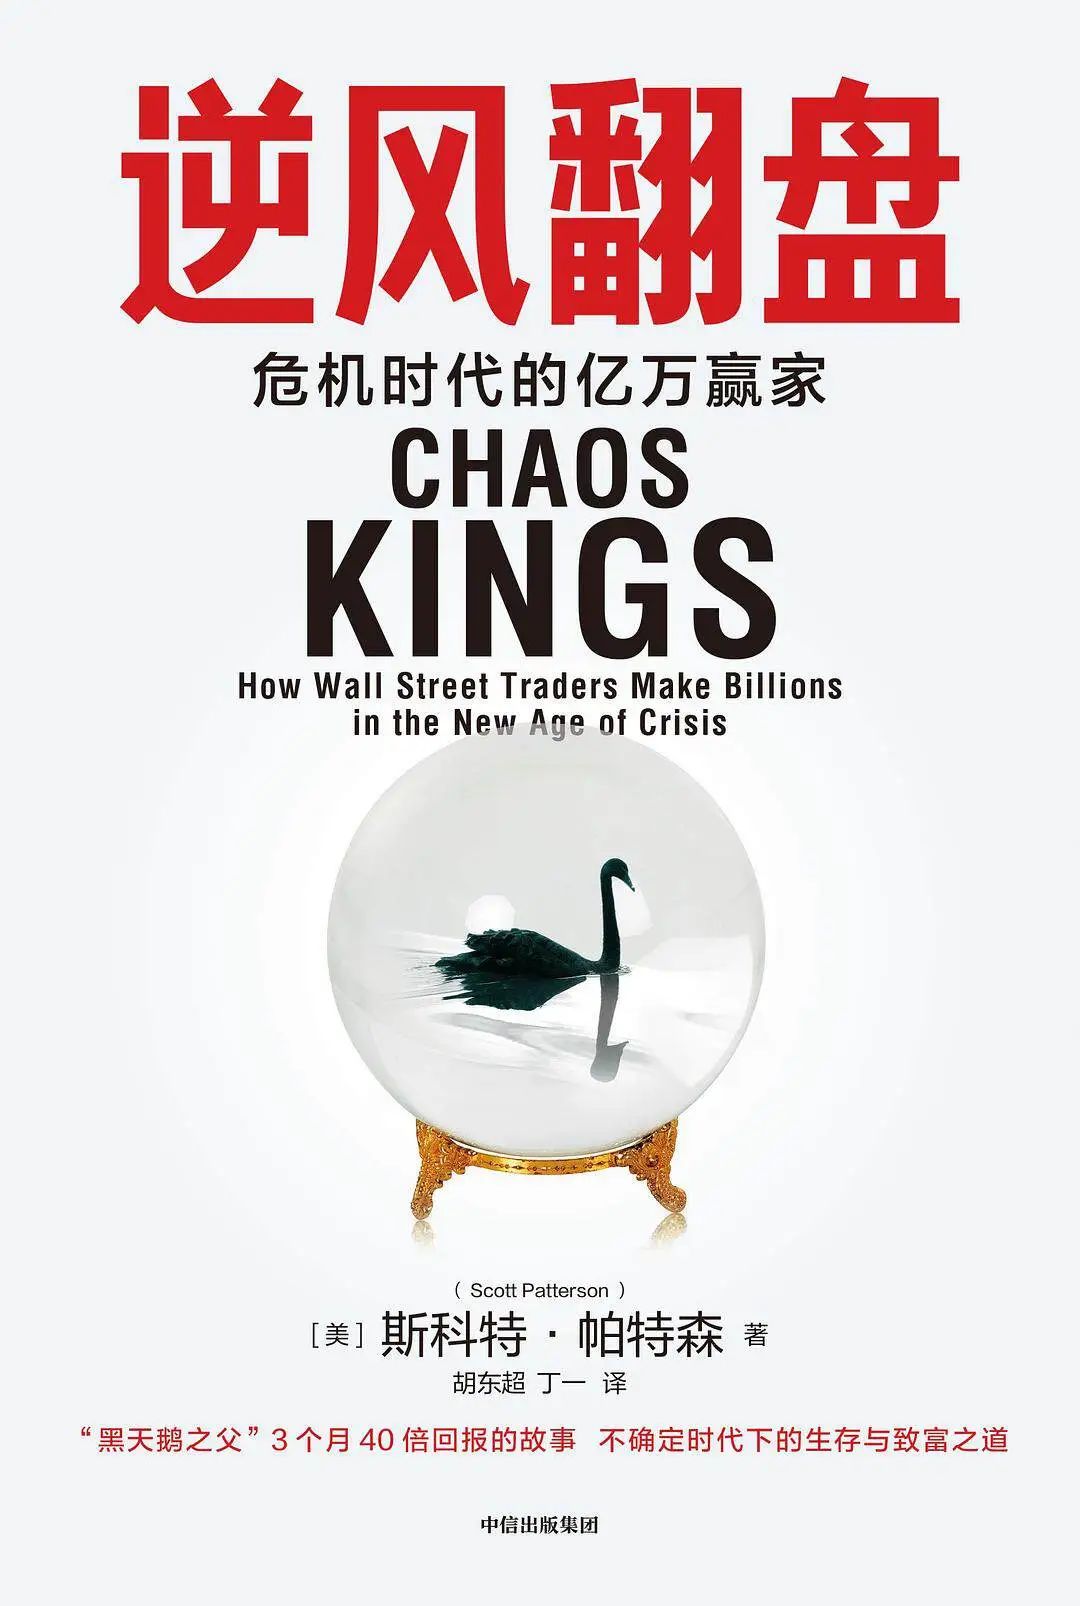 逆风翻盘
危机时代的亿万赢家
CHAOS
KINGS
How Wall Street Traders Make Billions
in the New Age of Crisis
( Scott Patterson )
[美] 斯科特·帕特森 著
胡东超 丁一 译
“黑天鹅之父”3个月40倍回报的故事 不确定时代下的生存与致富之道
中信出版集团